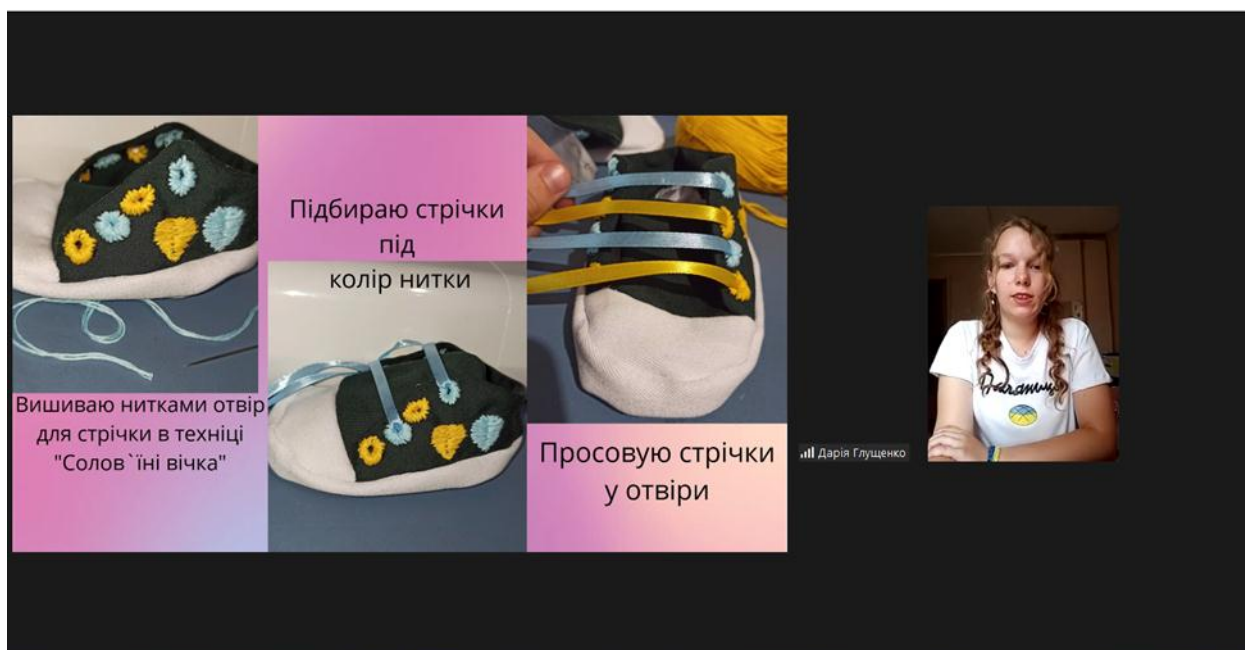 Вишиваю нитками отвір
для стрічки в техніці
"Солов`їні вічка"
Підбираю стрічки
під
колір нитки
Просовую стрічки
у отвіри
Дарія Глущенко